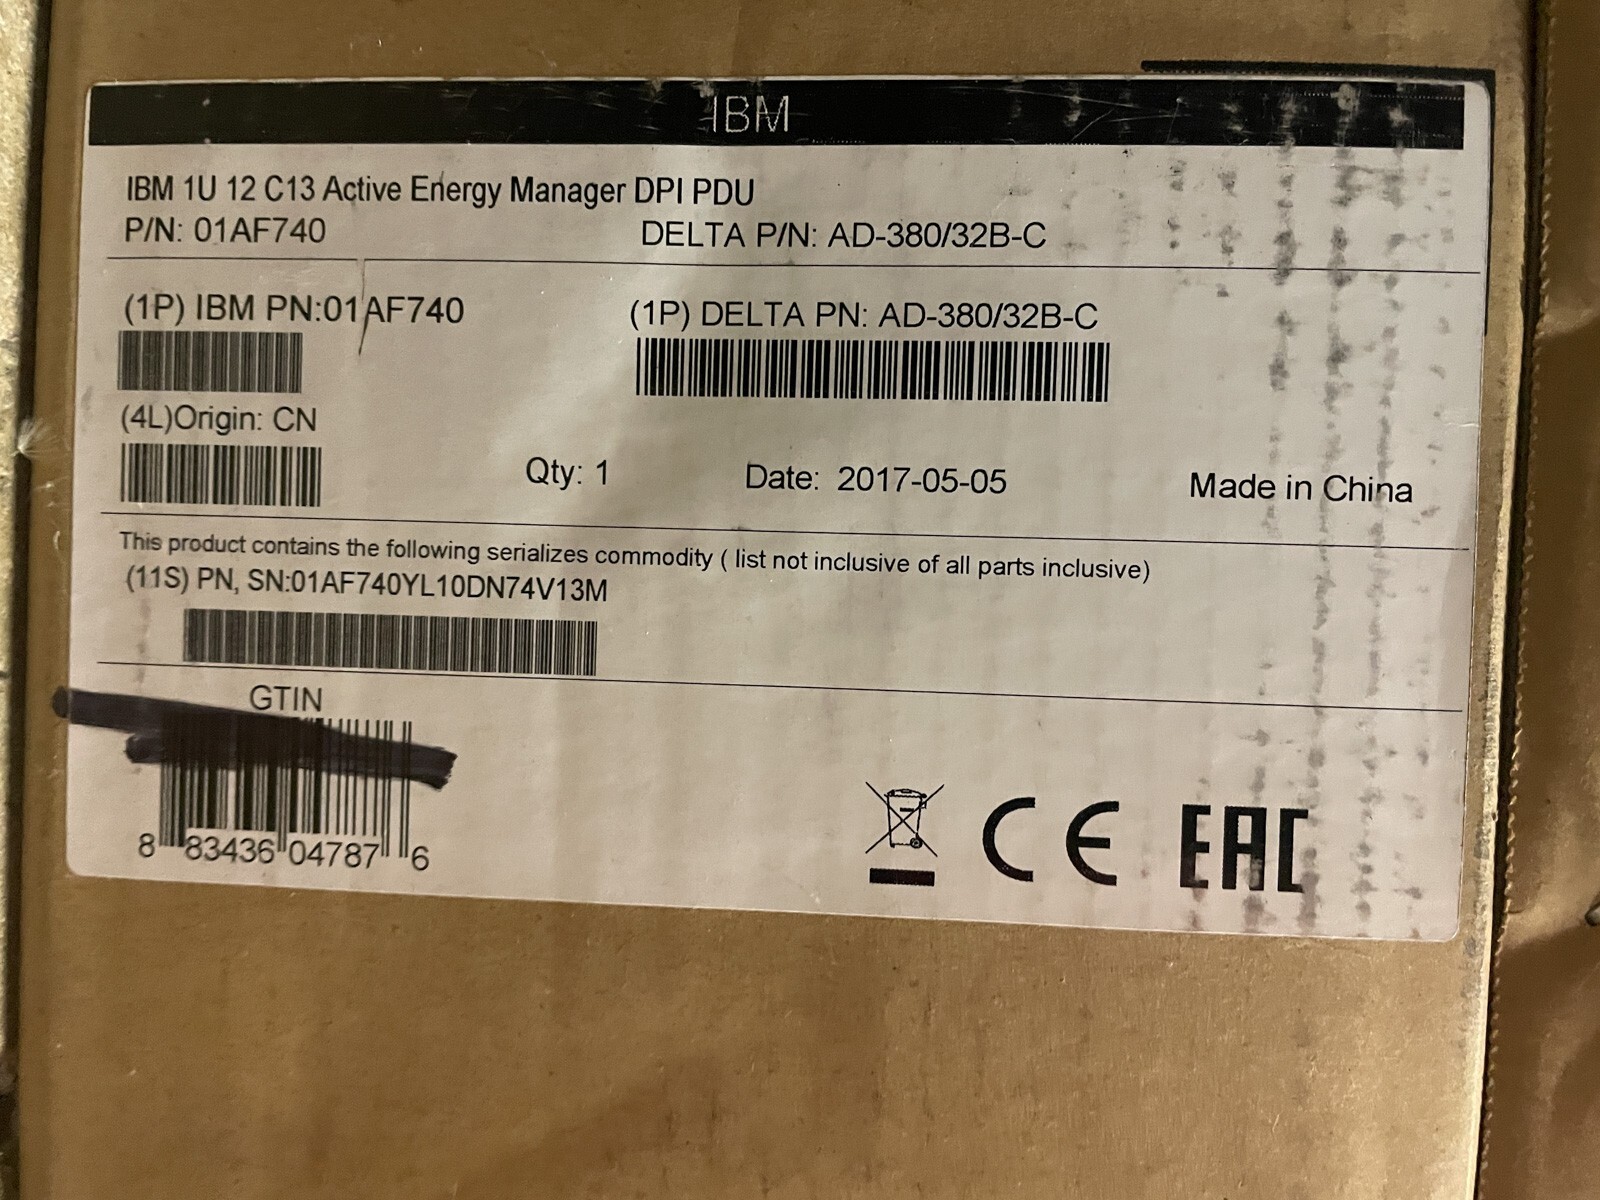 IBM
IBM 1U 12 C13 Active Energy Manager DPI PDU
P/N: 01AF740 DELTA P/N: AD-380/32B-C
(1P) IBM PN:01AF740 (1P) DELTA PN: AD-380/32B-C
(4L)Origin: CN
Qty: 1 Date: 2017-05-05 Made in China
This product contains the following serializes commodity ( list not inclusive of all parts inclusive)
(11S) PN, SN:01AF740YL10DN74V13M
GTIN
8 83436 04787 6
CE EAC